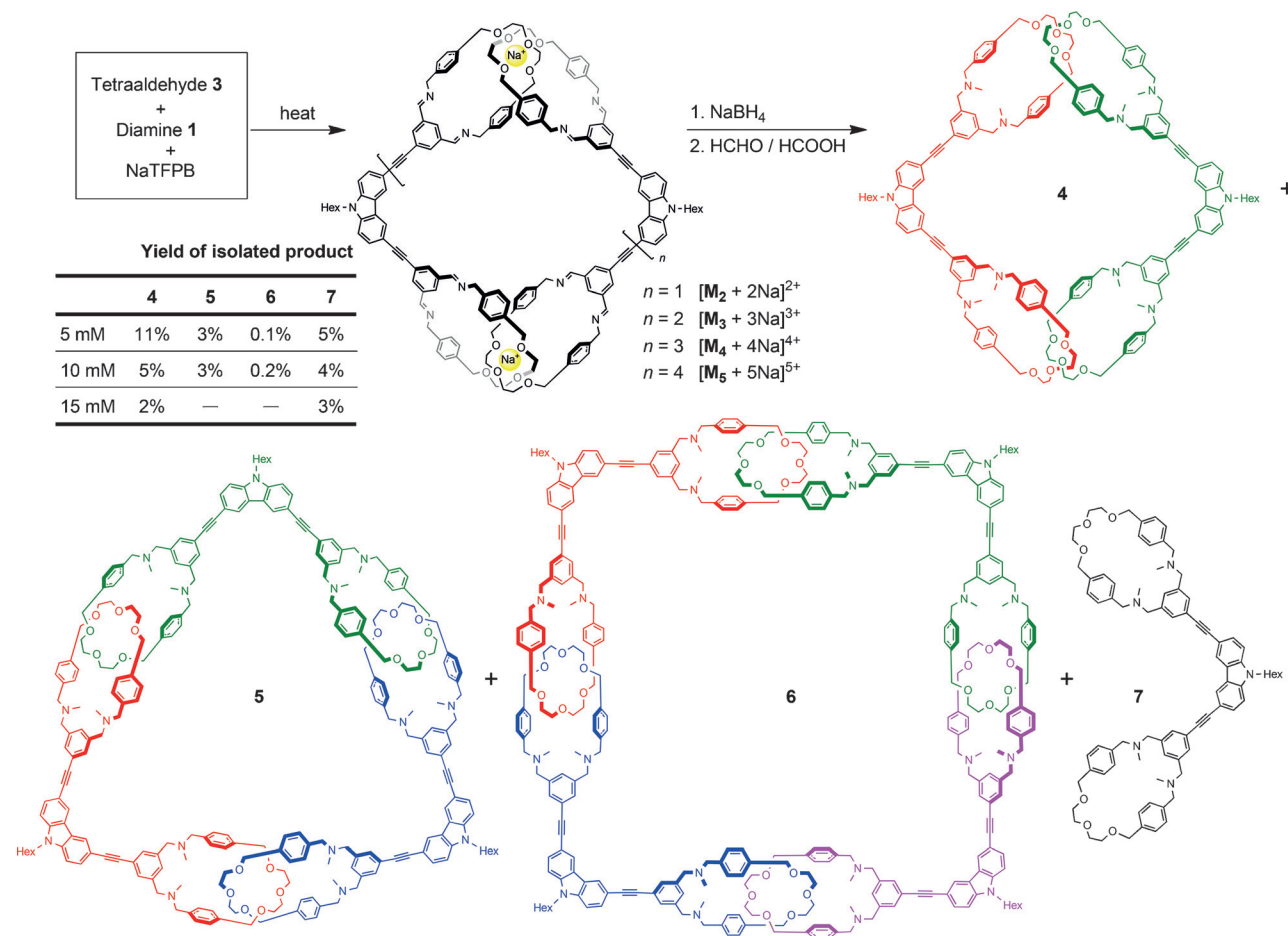 Tetraaldehyde 3
+
Diamine 1
+
NaTFPB
heat
Na+
Hex
N
N
Hex
Na+
n
n = 1 [M2 + 2Na]2+
n = 2 [M3 + 3Na]3+
n = 3 [M4 + 4Na]4+
n = 4 [M5 + 5Na]5+
1. NaBH4
2. HCHO / HCOOH
Hex
N
4
N
Hex
+
Yield of isolated product
4 5 6 7
5 mM 11% 3% 0.1% 5%
10 mM 5% 3% 0.2% 4%
15 mM 2% — — 3%
Hex
N
5
N
Hex
N
Hex
+
Hex
N
N
Hex
6
N
Hex
N
Hex
+
7
N
Hex